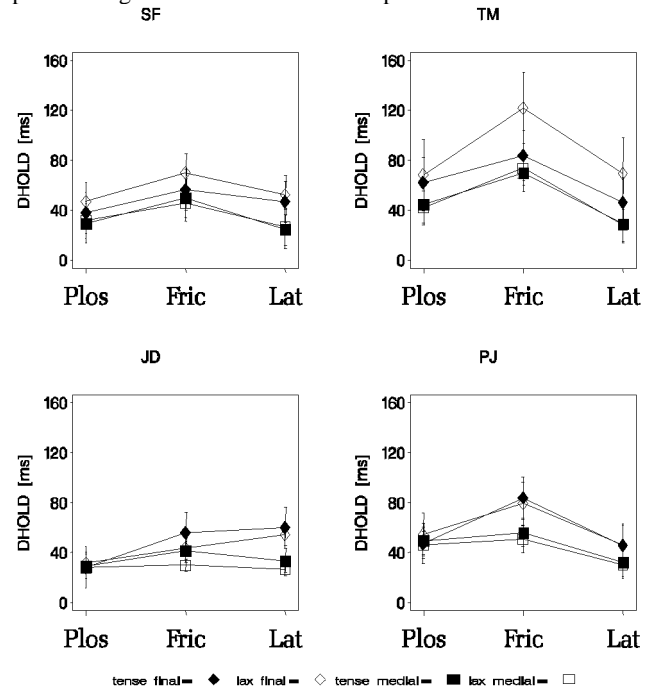 SF
160
120
80
40
0
DHOLD [ms]
Plos Fric Lat
TM
160
120
80
40
0
DHOLD [ms]
Plos Fric Lat
JD
160
120
80
40
0
DHOLD [ms]
Plos Fric Lat
PJ
160
120
80
40
0
DHOLD [ms]
Plos Fric Lat
tense final= ◆ lax final= ◇ tense medial= ■ lax medial= □